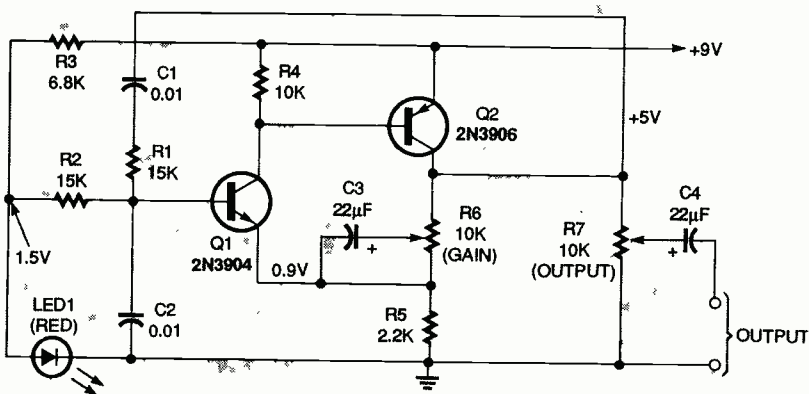 R3
6.8K
C1
0.01
R4
10K
+9V
Q2
2N3906
+5V
R2
15K
R1
15K
C3
22µF
+
R6
10K
(GAIN)
R7
10K
(OUTPUT)
C4
22µF
+
1.5V
Q1
2N3904
0.9V
LED1
(RED)
C2
0.01
R5
2.2K
OUTPUT